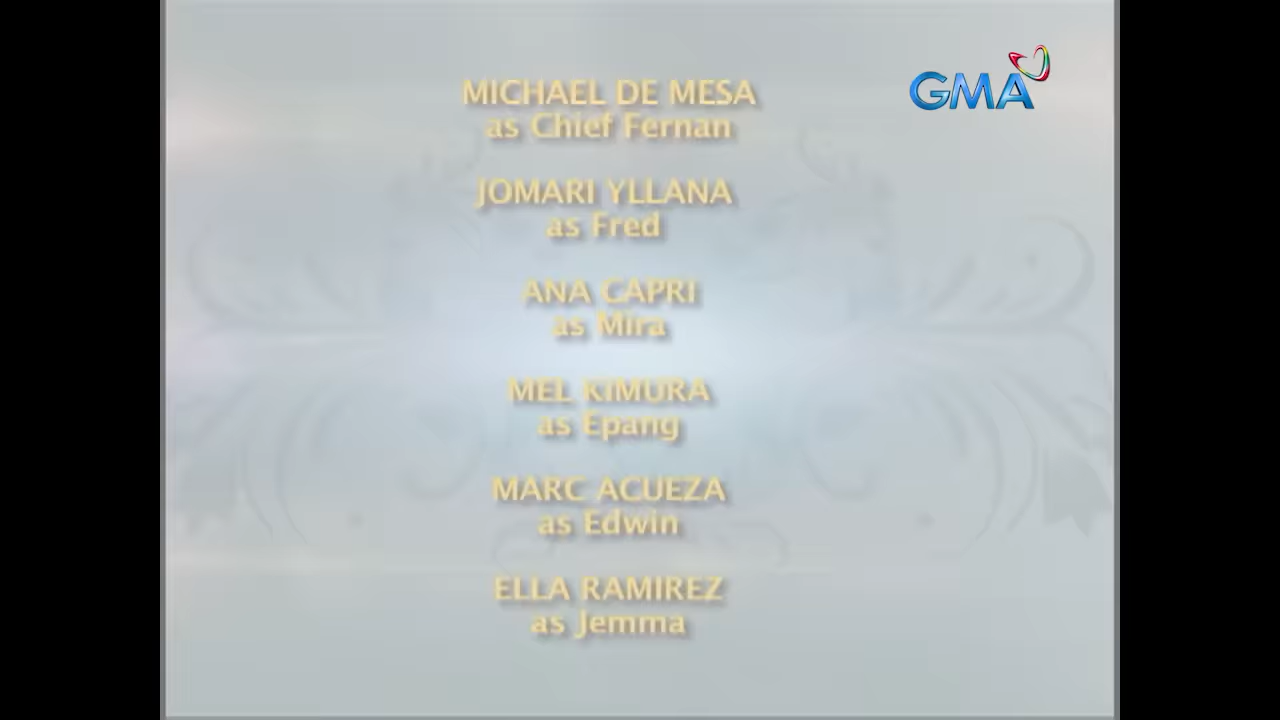 MICHAEL DE MESA
as Chief Fernan
JOMARI YLLANA
as Fred
ANA CAPRI
as Mira
MEL KIMURA
as Epang
MARC ACUEZA
as Edwin
ELLA RAMIREZ
as Jemma
GMA